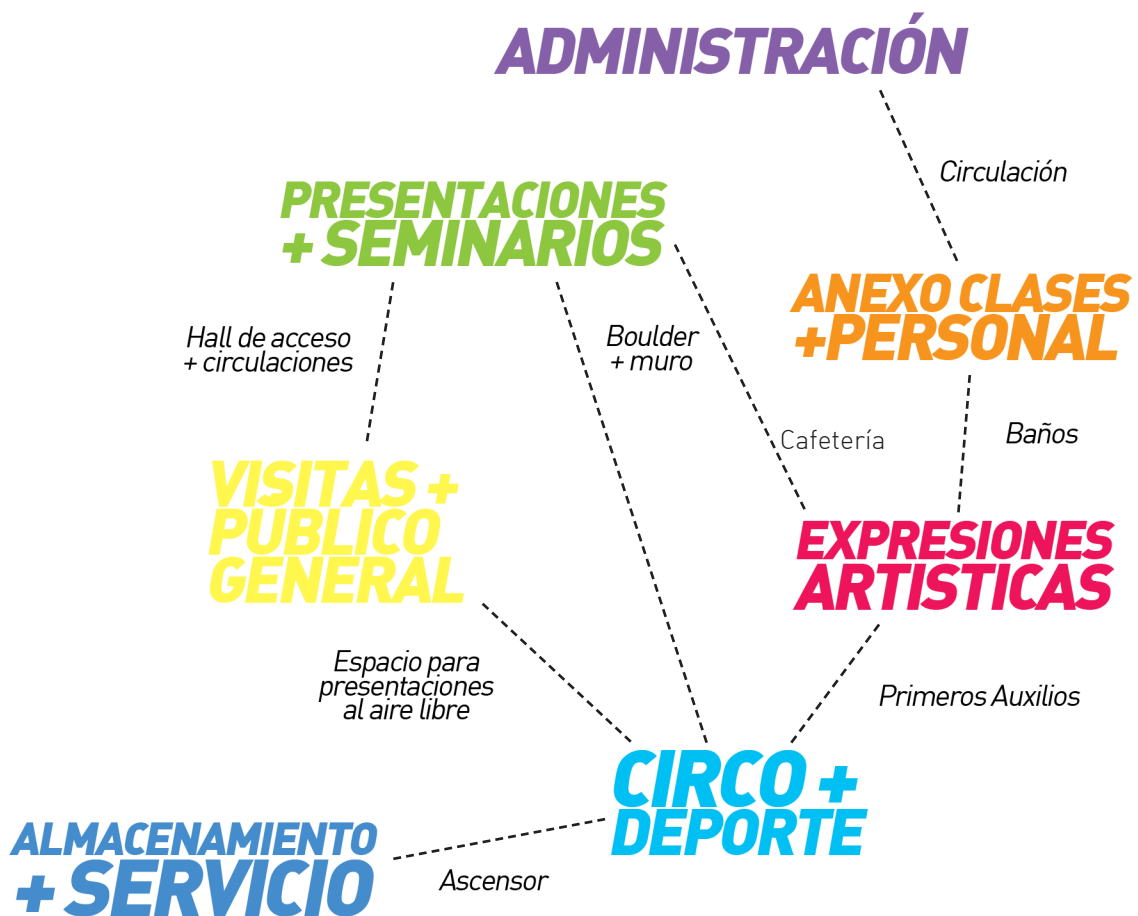 ADMINISTRACIÓN
Circulación
PRESENTACIONES
+ SEMINARIOS
ANEXO CLASES
+PERSONAL
Hall de acceso
+ circulaciones
Boulder
+ muro
Cafetería
Baños
VISITAS +
PUBLICO
GENERAL
EXPRESIONES
ARTISTICAS
Espacio para
presentaciones
al aire libre
Primeros Auxilios
CIRCO +
DEPORTE
ALMACENAMIENTO
+ SERVICIO
Ascensor